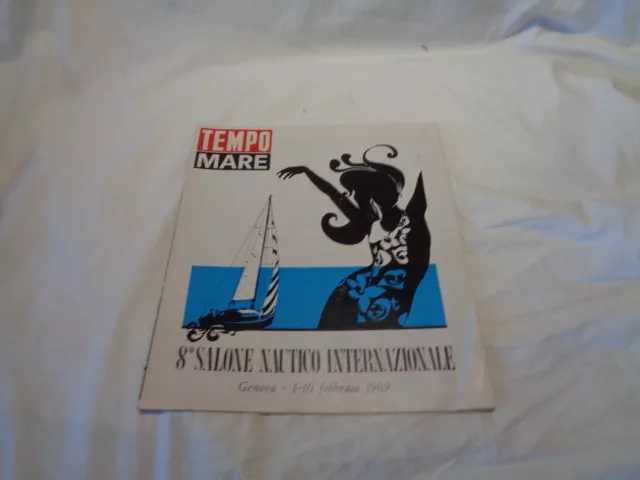 TEMPO
MARE
8° SALONE NAUTICO INTERNAZIONALE
Genova - 1-10 febbraio 1969